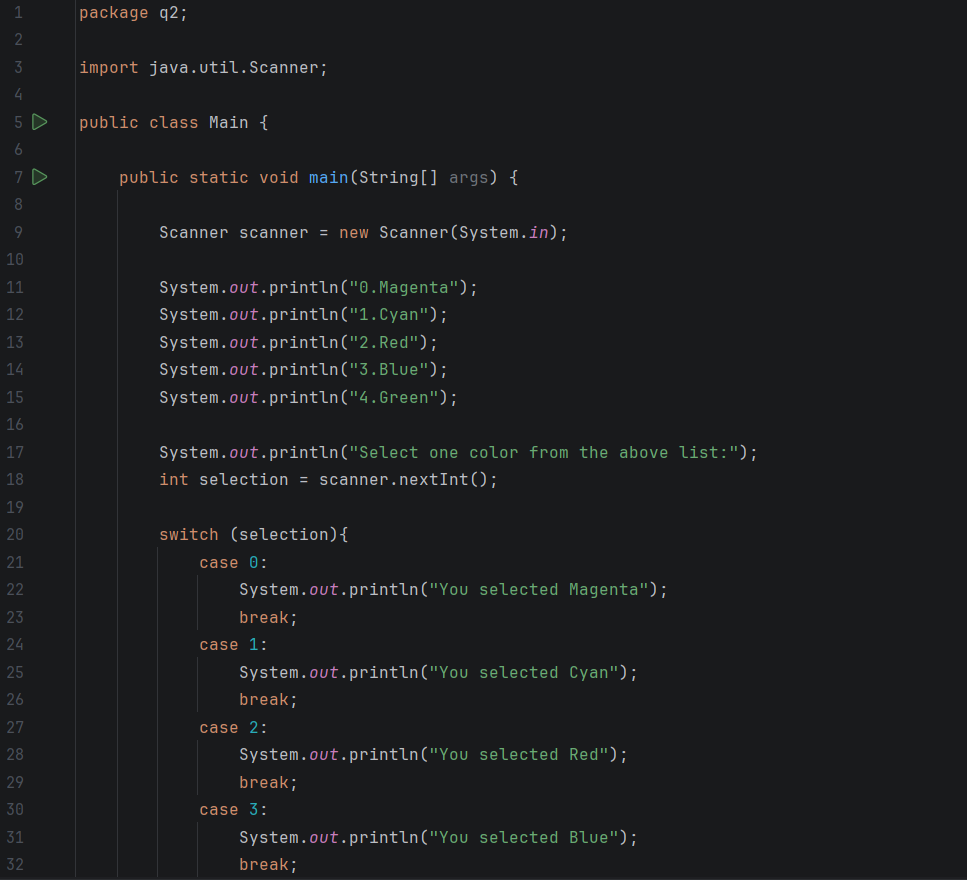 1 package q2;
2
3 import java.util.Scanner;
4
5 public class Main {
6
7 public static void main(String[] args) {
8
9 Scanner scanner = new Scanner(System.in);
10
11 System.out.println("0.Magenta");
12 System.out.println("1.Cyan");
13 System.out.println("2.Red");
14 System.out.println("3.Blue");
15 System.out.println("4.Green");
16
17 System.out.println("Select one color from the above list:");
18 int selection = scanner.nextInt();
19
20 switch (selection){
21 case 0:
22 System.out.println("You selected Magenta");
23 break;
24 case 1:
25 System.out.println("You selected Cyan");
26 break;
27 case 2:
28 System.out.println("You selected Red");
29 break;
30 case 3:
31 System.out.println("You selected Blue");
32 break;